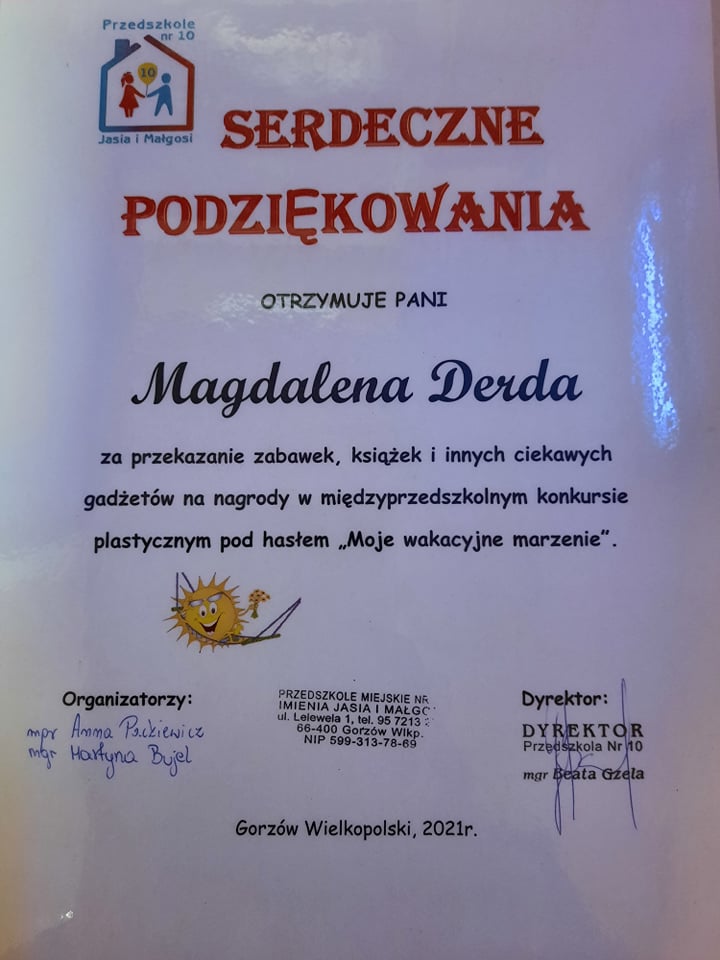 Przedszkole
nr 10
10
Jasia i Małgosi
SERDECZNE
PODZIĘKOWANIA
OTRZYMUJE PANI
Magdalena Derda
za przekazanie zabawek, książek i innych ciekawych
gadżetów na nagrody w międzyprzedszkolnym konkursie
plastycznym pod hasłem „Moje wakacyjne marzenie”.
Organizatorzy:
mgr Anna
mgr Martyna Bujel
PRZEDSZKOLE MIEJSKIE NR
IMIENIA JASIA I MAŁGO
ul. Lelewela 1, tel. 95 7213
66-400 Gorzów Wlkp.
NIP 599-313-78-69
Dyrektor:
DYREKTOR
Przedszkola Nr 10
mgr Beata Gzela
Gorzów Wielkopolski, 2021r.